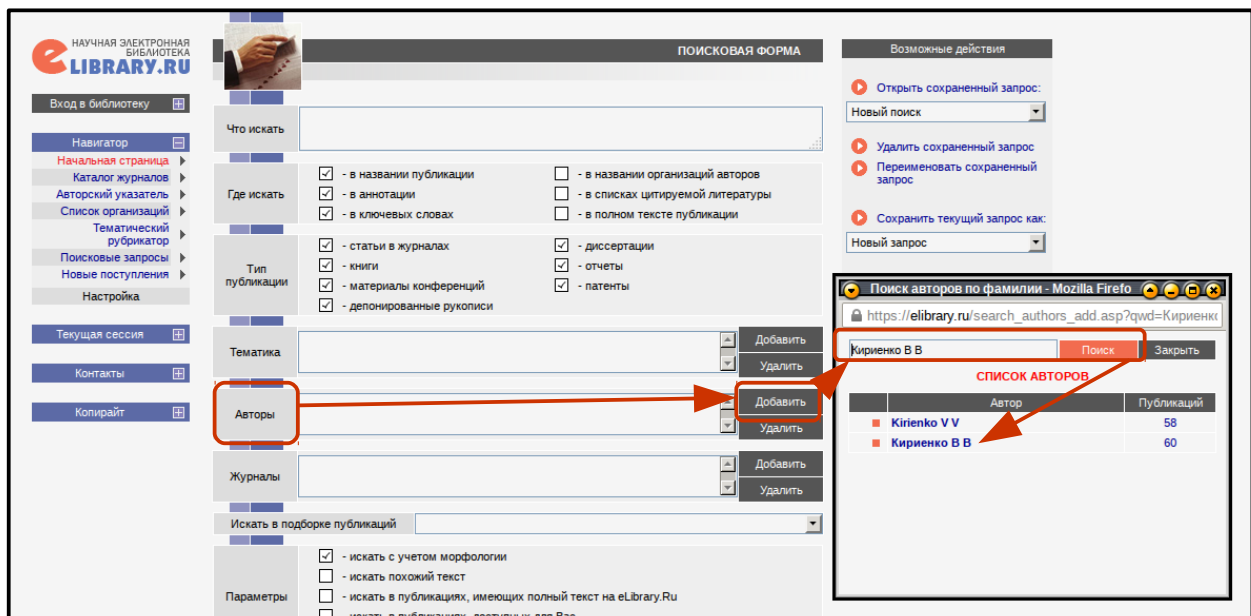 НАУЧНАЯ ЭЛЕКТРОННАЯ
БИБЛИОТЕКА
eLIBRARY.RU
Вход в библиотеку
Навигатор
Начальная страница
Каталог журналов
Авторский указатель
Список организаций
Тематический
рубрикатор
Поисковые запросы
Новые поступления
Настройка
Текущая сессия
Контакты
Копирайт
ПОИСКОВАЯ ФОРМА
Что искать
Где искать
- в названии публикации
- в аннотации
- в ключевых словах
- в названии организаций авторов
- в списках цитируемой литературы
- в полном тексте публикации
Тип
публикации
- статьи в журналах
- книги
- материалы конференций
- депонированные рукописи
- диссертации
- отчеты
- патенты
Тематика
Добавить
Удалить
Авторы
Добавить
Удалить
Журналы
Добавить
Удалить
Искать в подборке публикаций
Параметры
- искать с учетом морфологии
- искать похожий текст
- искать в публикациях, имеющих полный текст на eLibrary.Ru
- искать в публикациях, доступных для Вас
Возможные действия
Открыть сохраненный запрос:
Новый поиск
Удалить сохраненный запрос
Переименовать сохраненный
запрос
Сохранить текущий запрос как:
Новый запрос
Поиск авторов по фамилии - Mozilla Firefo
https://elibrary.ru/search_authors_add.asp?qwd=Кириенко
Кириенко В В
Поиск
Закрыть
СПИСОК АВТОРОВ
Автор Публикаций
Kirienko V V 58
Кириенко В В 60